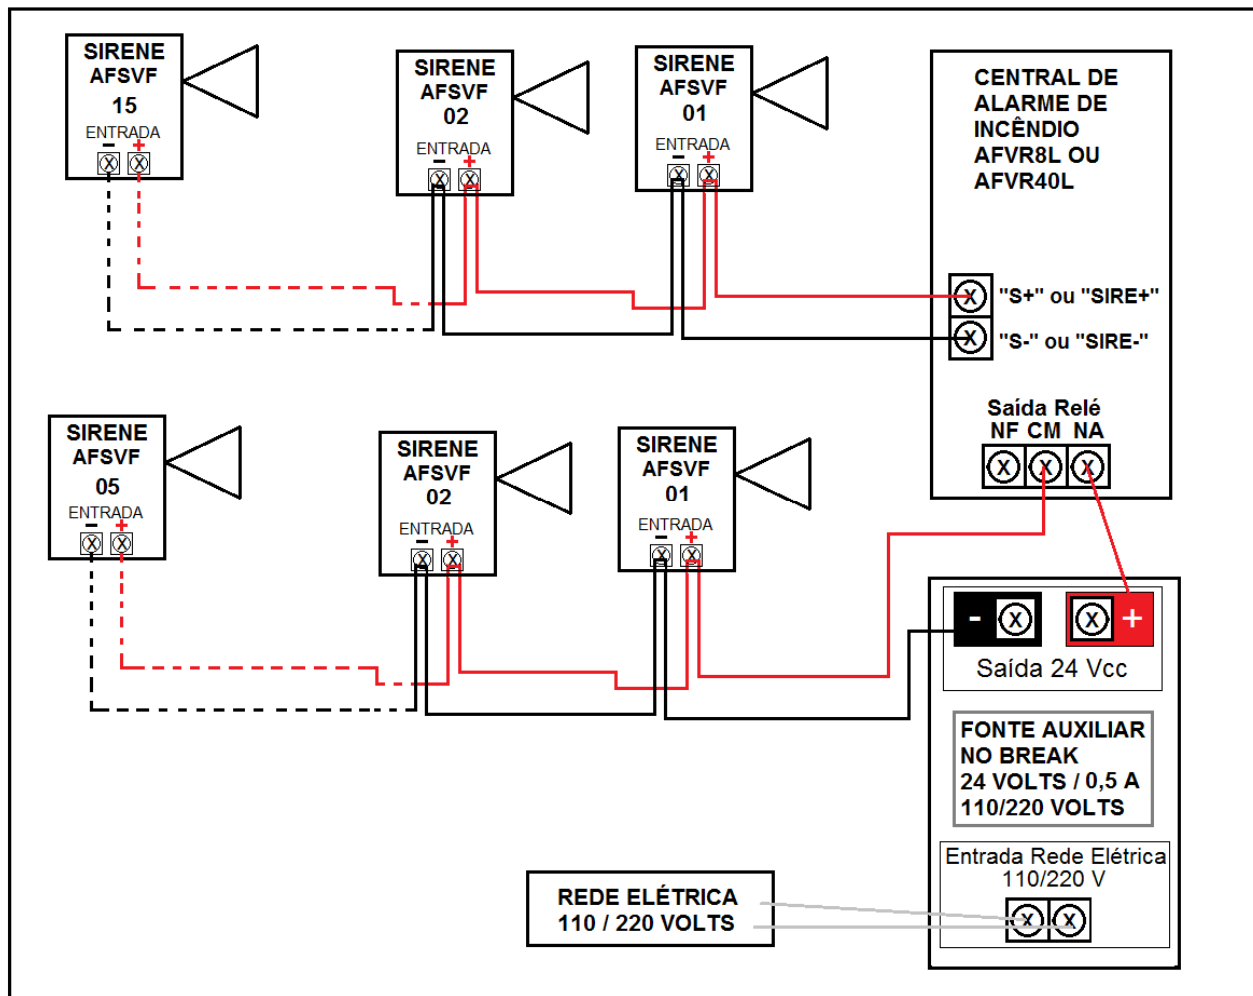 SIRENE
AFSVF
15
ENTRADA
- +
X X
SIRENE
AFSVF
02
ENTRADA
- +
X X
SIRENE
AFSVF
01
ENTRADA
- +
X X
CENTRAL DE
ALARME DE
INCÊNDIO
AFVR8L OU
AFVR40L
X "S+" ou "SIRE+"
X "S-" ou "SIRE-"
Saída Relé
NF CM NA
X X X
SIRENE
AFSVF
05
ENTRADA
- +
X X
SIRENE
AFSVF
02
ENTRADA
- +
X X
SIRENE
AFSVF
01
ENTRADA
- +
X X
- X X +
Saída 24 Vcc
FONTE AUXILIAR
NO BREAK
24 VOLTS / 0,5 A
110/220 VOLTS
Entrada Rede Elétrica
110/220 V
X X
REDE ELÉTRICA
110 / 220 VOLTS